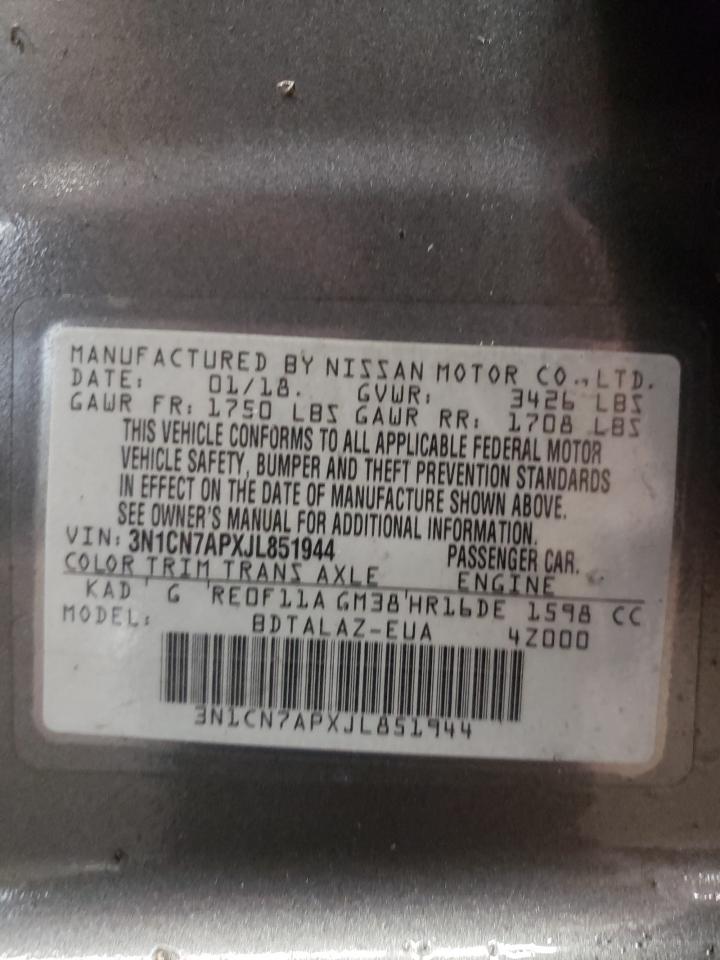 MANUFACTURED BY NISSAN MOTOR CO., LTD.
DATE: 01/18. GVWR: 3426 LBS
GAWR FR: 1750 LBS GAWR RR: 1708 LBS
THIS VEHICLE CONFORMS TO ALL APPLICABLE FEDERAL MOTOR
VEHICLE SAFETY, BUMPER AND THEFT PREVENTION STANDARDS
IN EFFECT ON THE DATE OF MANUFACTURE SHOWN ABOVE.
SEE OWNER'S MANUAL FOR ADDITIONAL INFORMATION.
VIN: 3N1CN7APXJL851944 PASSENGER CAR.
COLOR TRIM TRANS AXLE ENGINE
KAD G RE0F11A GM38 HR16DE 1598 CC
MODEL: BDTALAZ-EUA 4Z000
3N1CN7APXJL851944